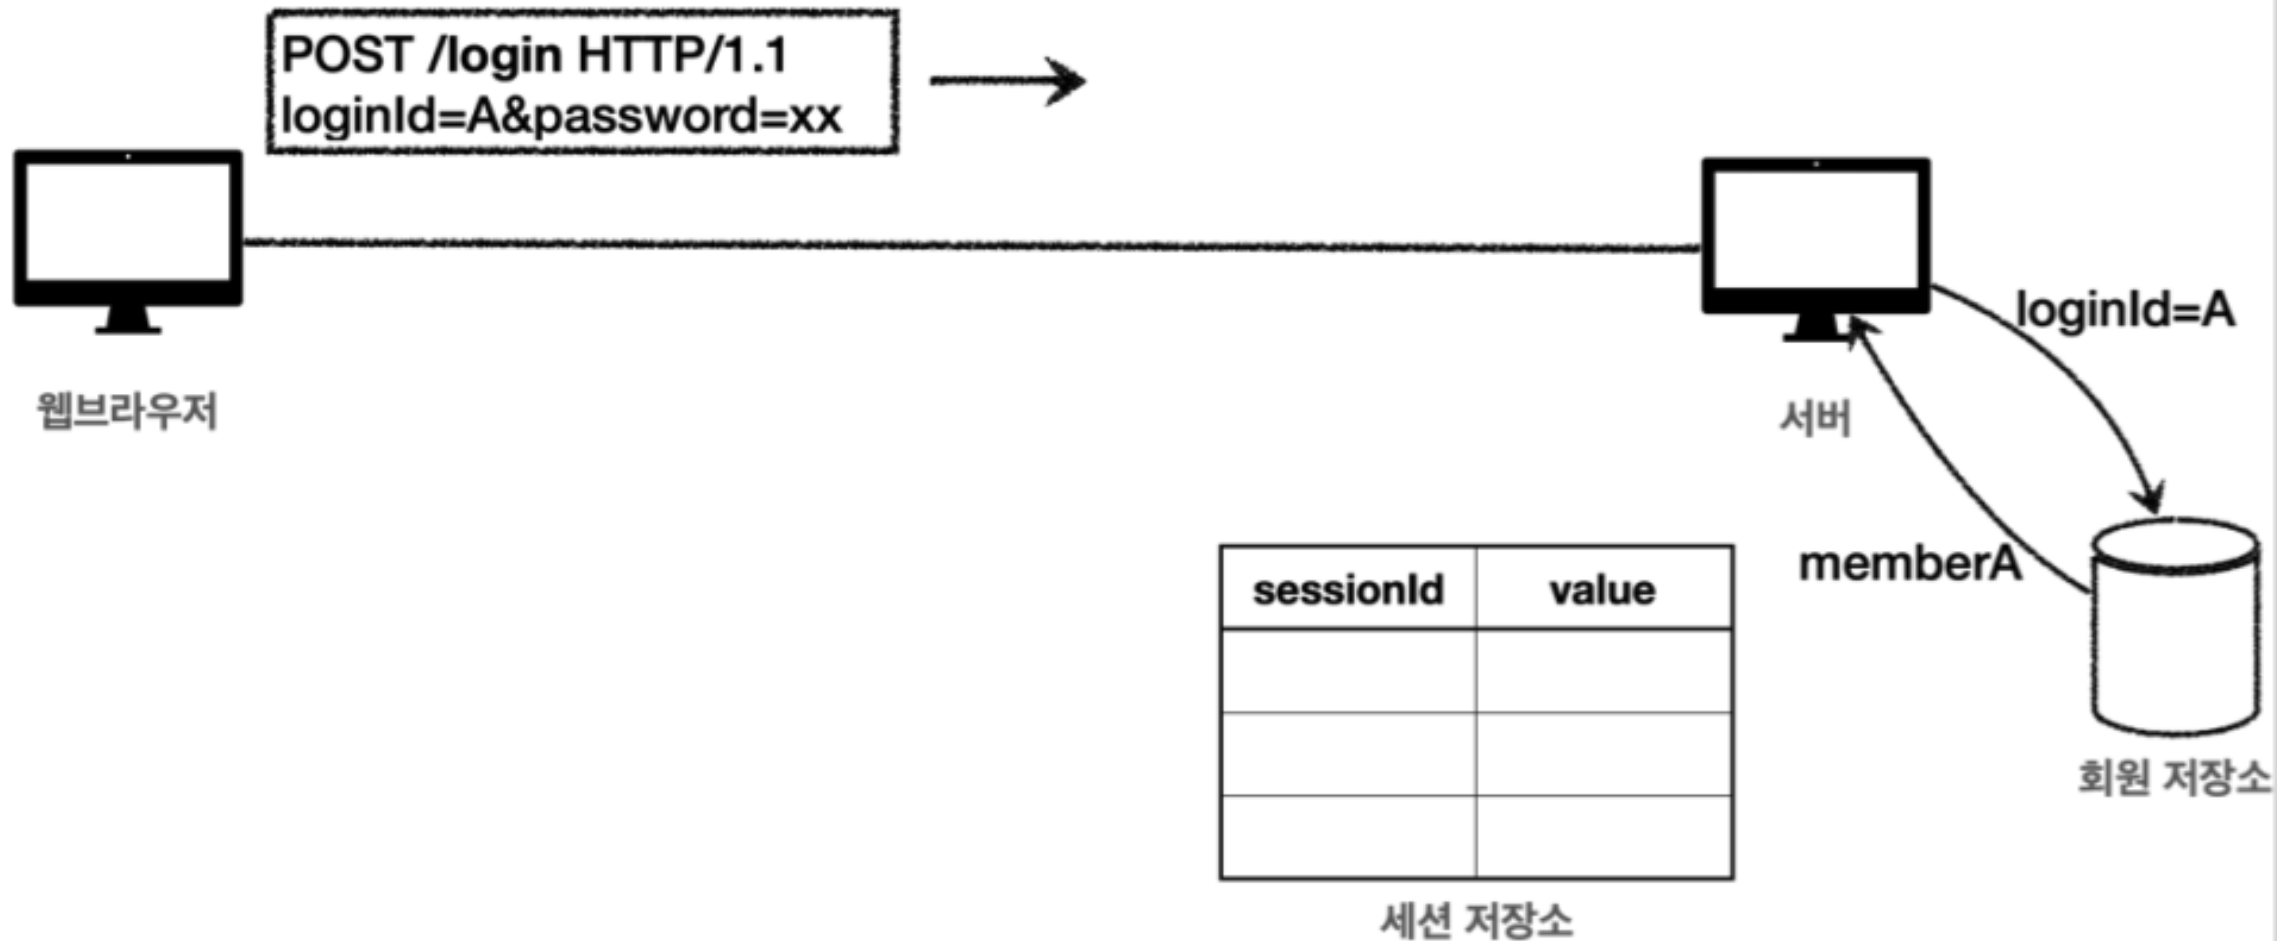 POST /login HTTP/1.1
loginId=A&password=xx
웹브라우저
서버
loginId=A
memberA
회원 저장소
sessionId value
세션 저장소